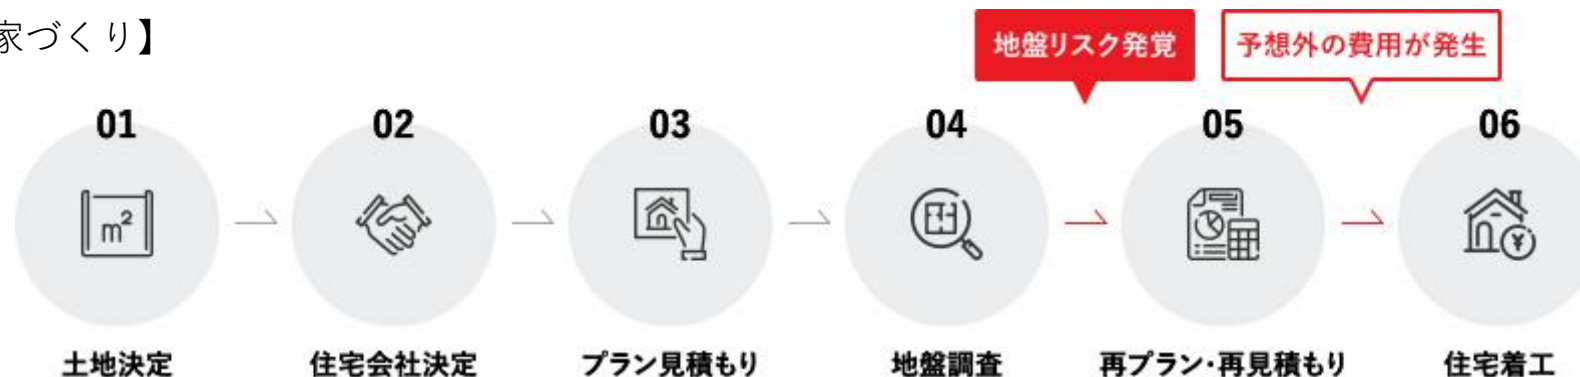 家づくり】
地盤リスク発覚
予想外の費用が発生
01
02
03
04
05
06
m²
¥
土地決定
住宅会社決定
プラン見積もり
地盤調査
再プラン・再見積もり
住宅着工